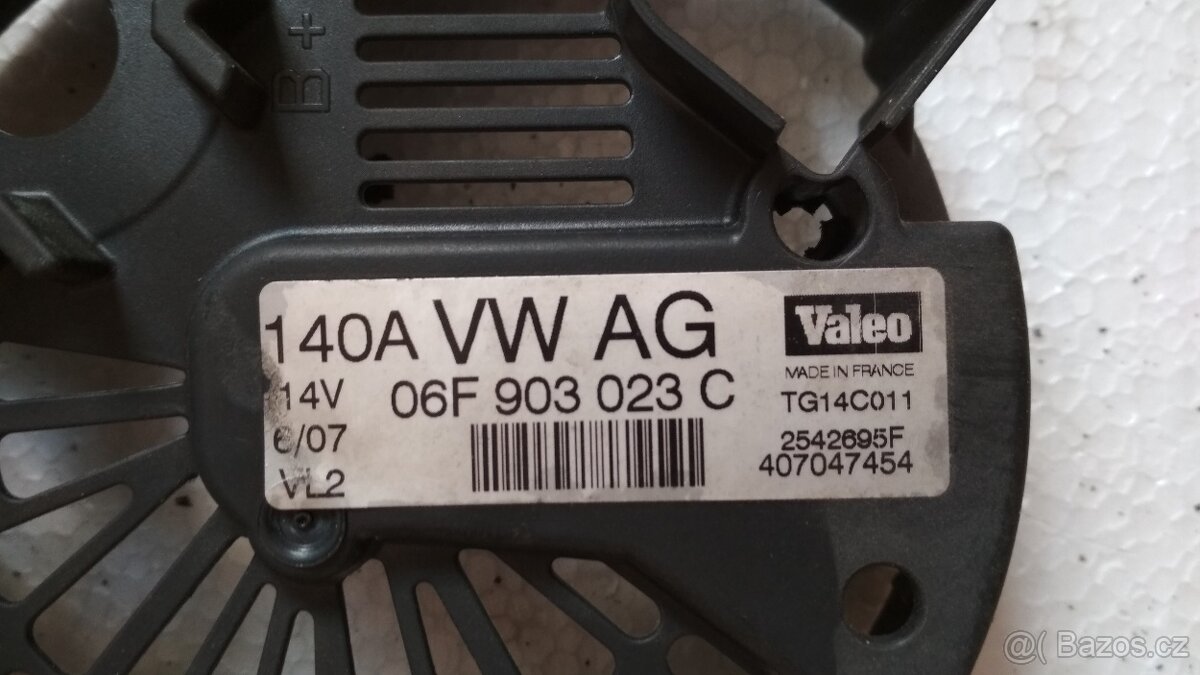 B+
140A VW AG
14V 06F 903 023 C
6/07
VL2
Valeo
MADE IN FRANCE
TG14C011
2542695F
407047454
@( Bazos.cz